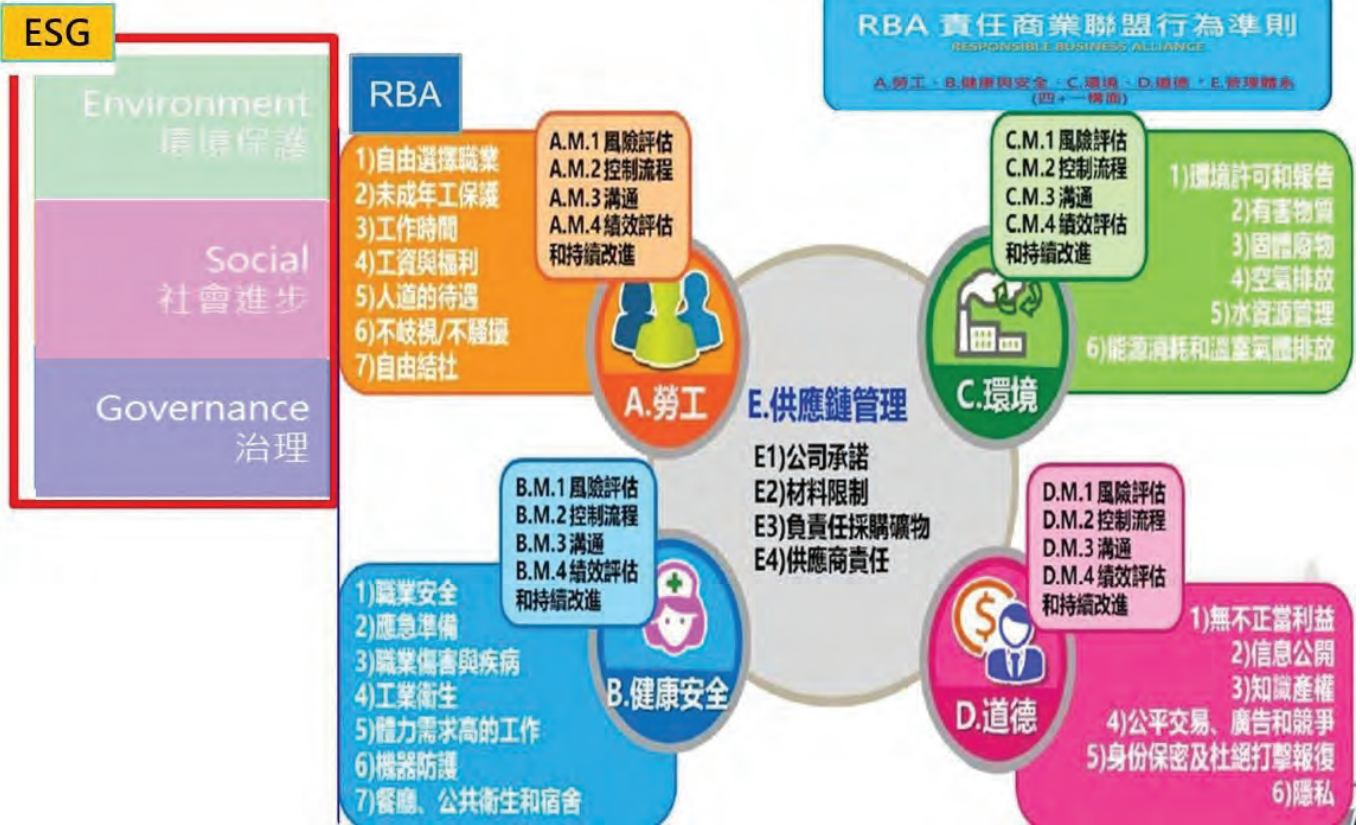 ESG
Environment
環境保護
Social
社會進步
Governance
治理
RBA 責任商業聯盟行為準則
RESPONSIBLE BUSINESS ALLIANCE
A.勞工、B.健康與安全、C.環境、D.道德、E.管理體系
(四+一構面)
RBA
1)自由選擇職業
2)未成年工保護
3)工作時間
4)工資與福利
5)人道的待遇
6)不歧視/不騷擾
7)自由結社
A.M.1 風險評估
A.M.2 控制流程
A.M.3 溝通
A.M.4 績效評估
和持續改進
A.勞工
C.M.1 風險評估
C.M.2 控制流程
C.M.3 溝通
C.M.4 績效評估
和持續改進
1)環境許可和報告
2)有害物質
3)固體廢物
4)空氣排放
5)水資源管理
6)能源消耗和溫室氣體排放
C.環境
E.供應鏈管理
E1)公司承諾
E2)材料限制
E3)負責任採購礦物
E4)供應商責任
B.M.1 風險評估
B.M.2 控制流程
B.M.3 溝通
B.M.4 績效評估
和持續改進
1)職業安全
2)應急準備
3)職業傷害與疾病
4)工業衛生
5)體力需求高的工作
6)機器防護
7)餐廳、公共衛生和宿舍
B.健康安全
D.M.1 風險評估
D.M.2 控制流程
D.M.3 溝通
D.M.4 績效評估
和持續改進
D.道德
1)無不正當利益
2)信息公開
3)知識產權
4)公平交易、廣告和競爭
5)身份保密及杜絕打擊報復
6)隱私